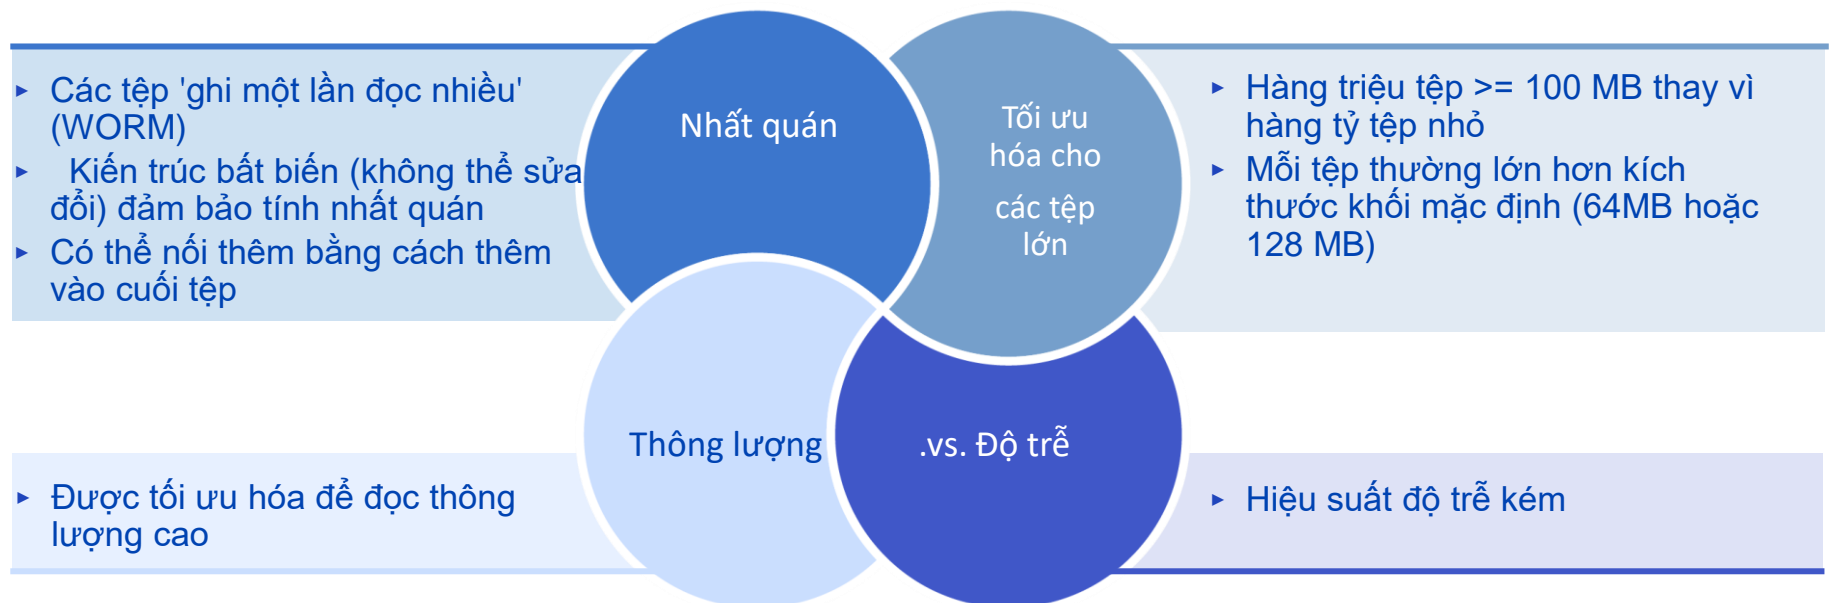 ▸ Các tệp 'ghi một lần đọc nhiều'
(WORM)
▸ Kiến trúc bất biến (không thể sửa
đổi) đảm bảo tính nhất quán
▸ Có thể nối thêm bằng cách thêm
vào cuối tệp
Nhất quán
Tối ưu
hóa cho
các tệp
lớn
▸ Hàng triệu tệp >= 100 MB thay vì
hàng tỷ tệp nhỏ
▸ Mỗi tệp thường lớn hơn kích
thước khối mặc định (64MB hoặc
128 MB)
▸ Được tối ưu hóa để đọc thông
lượng cao
Thông lượng
.vs. Độ trễ
▸ Hiệu suất độ trễ kém